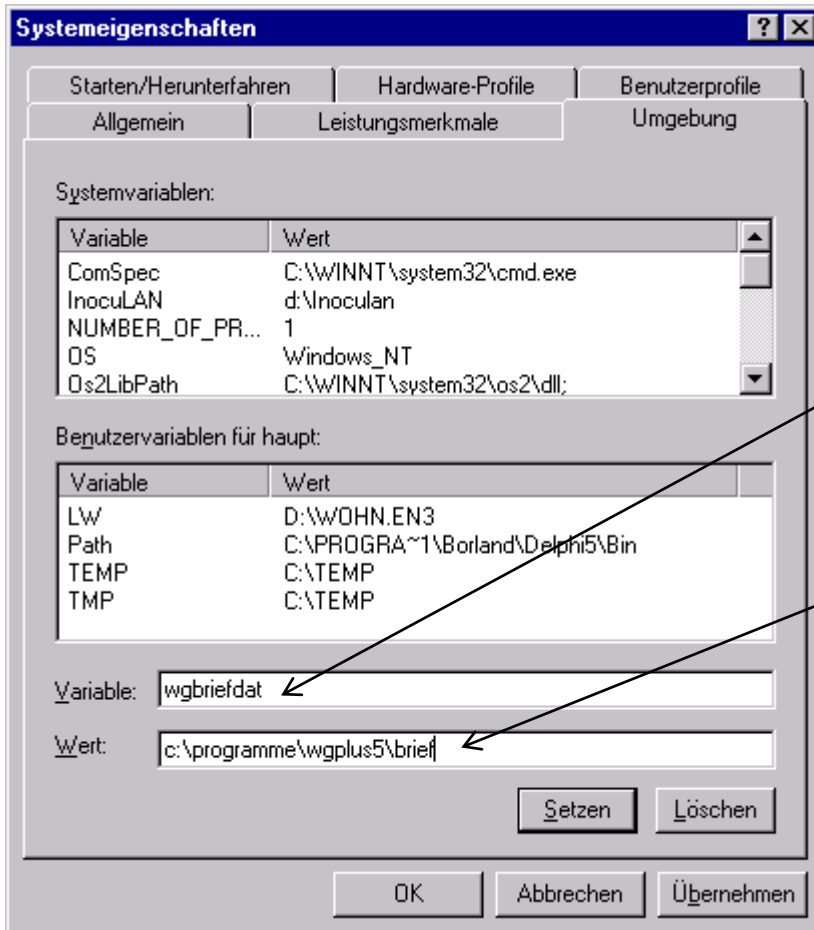 Systemeigenschaften
Starten/Herunterfahren Hardware-Profile Benutzerprofile
Allgemein Leistungsmerkmale Umgebung
Systemvariablen:
Variable Wert
ComSpec C:\WINNT\system32\cmd.exe
InocuLAN d:\Inoculan
NUMBER_OF_PR... 1
OS Windows_NT
Os2LibPath C:\WINNT\system32\os2\dll;
Benutzervariablen für haupt:
Variable Wert
LW D:\WOHN.EN3
Path C:\PROGRA~1\Borland\Delphi5\Bin
TEMP C:\TEMP
TMP C:\TEMP
Variable: wgbriefdat
Wert: c:\programme\wgplus5\brief
Setzen Löschen
OK Abbrechen Übernehmen